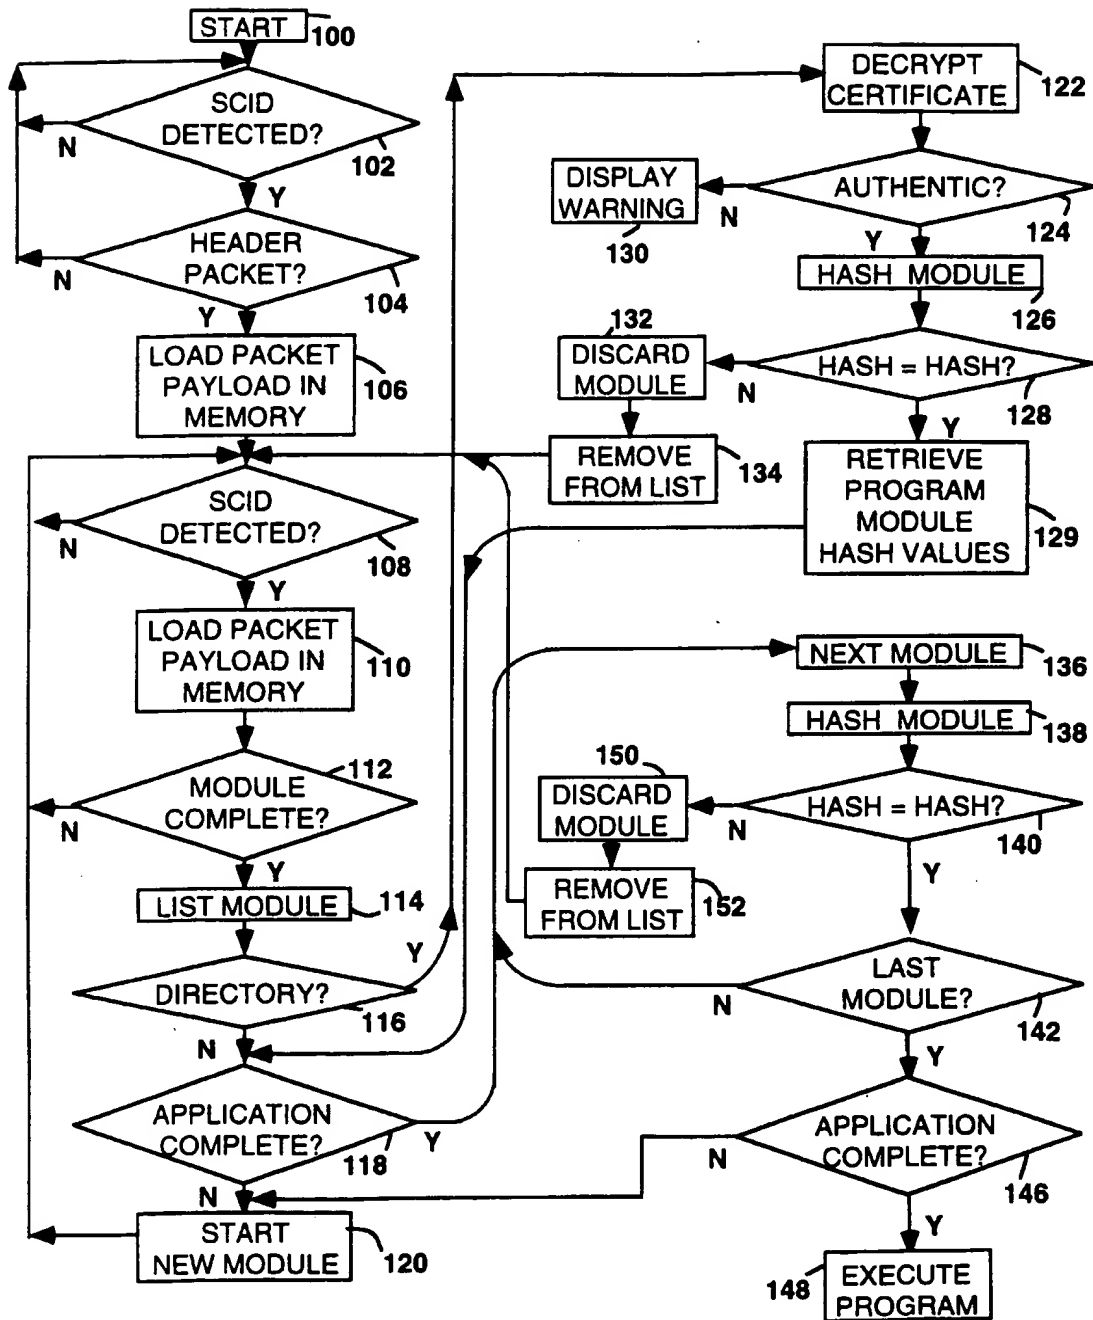 START
100
SCID
DETECTED?
102
N
Y
HEADER
PACKET?
104
N
Y
LOAD PACKET
PAYLOAD IN
MEMORY
106
SCID
DETECTED?
108
N
Y
LOAD PACKET
PAYLOAD IN
MEMORY
110
MODULE
COMPLETE?
112
N
Y
LIST MODULE
114
DIRECTORY?
116
Y
N
APPLICATION
COMPLETE?
118
Y
N
START
NEW MODULE
120
DECRYPT
CERTIFICATE
122
AUTHENTIC?
124
N
Y
DISPLAY
WARNING
130
HASH MODULE
126
HASH = HASH?
128
N
Y
132
DISCARD
MODULE
REMOVE
FROM LIST
134
RETRIEVE
PROGRAM
MODULE
HASH VALUES
129
NEXT MODULE
136
HASH MODULE
138
HASH = HASH?
140
N
Y
150
DISCARD
MODULE
REMOVE
FROM LIST
152
LAST
MODULE?
142
N
Y
APPLICATION
COMPLETE?
146
N
Y
148
EXECUTE
PROGRAM